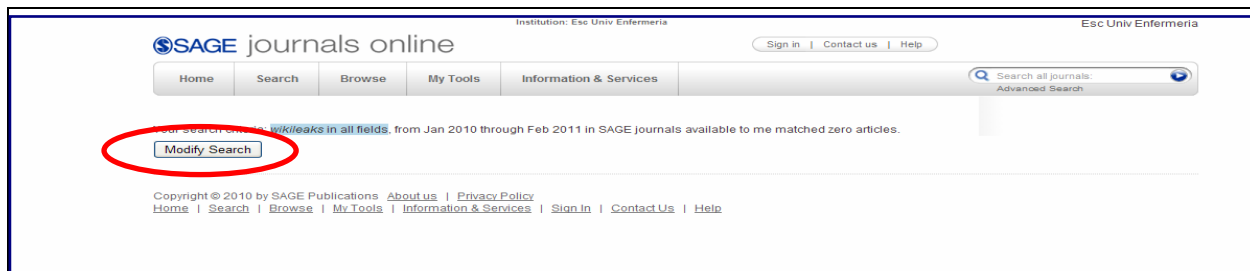 Institution: Esc Univ Enfermeria
Esc Univ Enfermeria
SAGE journals online
Sign in | Contact us | Help
Home Search Browse My Tools Information & Services
Search all journals:
Advanced Search
Your search criteria: wikileaks in all fields, from Jan 2010 through Feb 2011 in SAGE journals available to me matched zero articles.
Modify Search
Copyright © 2010 by SAGE Publications About us | Privacy Policy
Home | Search | Browse | My Tools | Information & Services | Sign In | Contact Us | Help